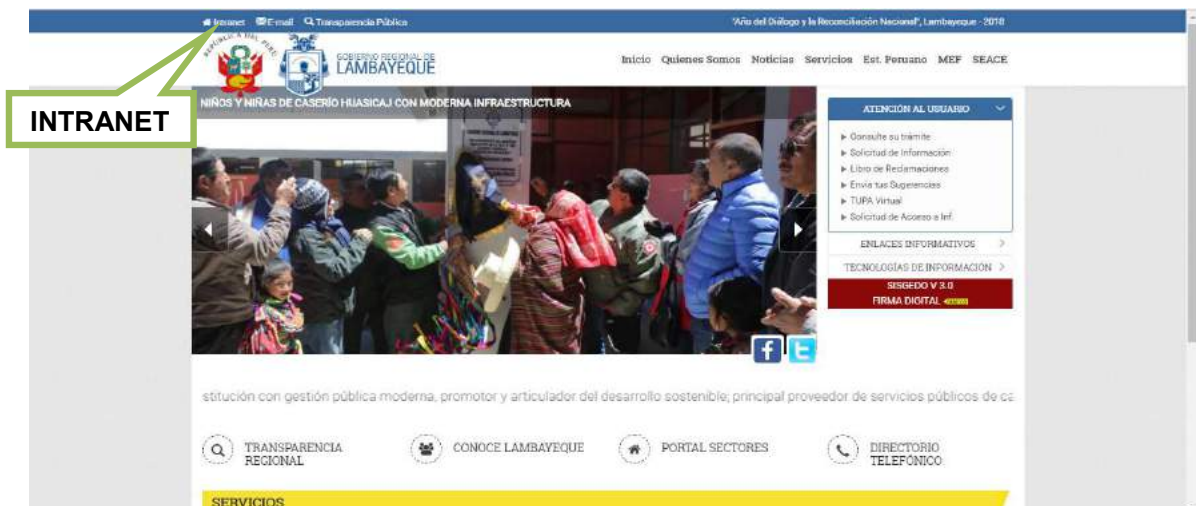 Intranet E-mail Transparencia Pública
"Año del Diálogo y la Reconciliación Nacional", Lambayeque - 2018
REPÚBLICA DEL PERÚ
GOBIERNO REGIONAL DE
LAMBAYEQUE
Inicio Quienes Somos Noticias Servicios Est. Peruano MEF SEACE
INTRANET
NIÑOS Y NIÑAS DE CASERÍO HUASICAJ CON MODERNA INFRAESTRUCTURA
ATENCIÓN AL USUARIO
Consulte su trámite
Solicitud de Información
Libro de Reclamaciones
Envía tus Sugerencias
TUPA Virtual
Solicitud de Acceso a Inf.
ENLACES INFORMATIVOS
TECNOLOGÍAS DE INFORMACIÓN
SISGEDO V 3.0
FIRMA DIGITAL
stitución con gestión pública moderna, promotor y articulador del desarrollo sostenible; principal proveedor de servicios públicos de ca
TRANSPARENCIA
REGIONAL
CONOCE LAMBAYEQUE
PORTAL SECTORES
DIRECTORIO
TELEFÓNICO
SERVICIOS